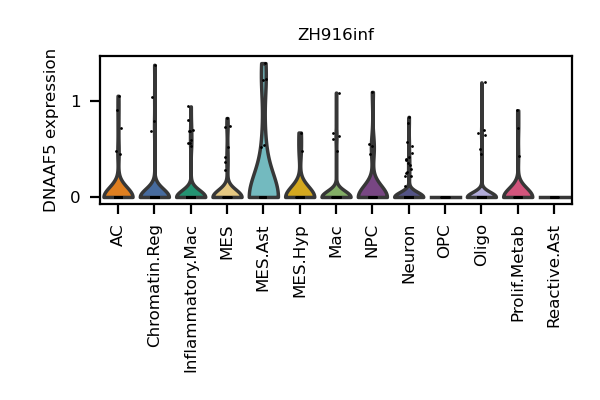 ZH916inf
DNAAF5 expression
1
0
AC
Chromatin.Reg
Inflammatory.Mac
MES
MES.Ast
MES.Hyp
Mac
NPC
Neuron
OPC
Oligo
Prolif.Metab
Reactive.Ast